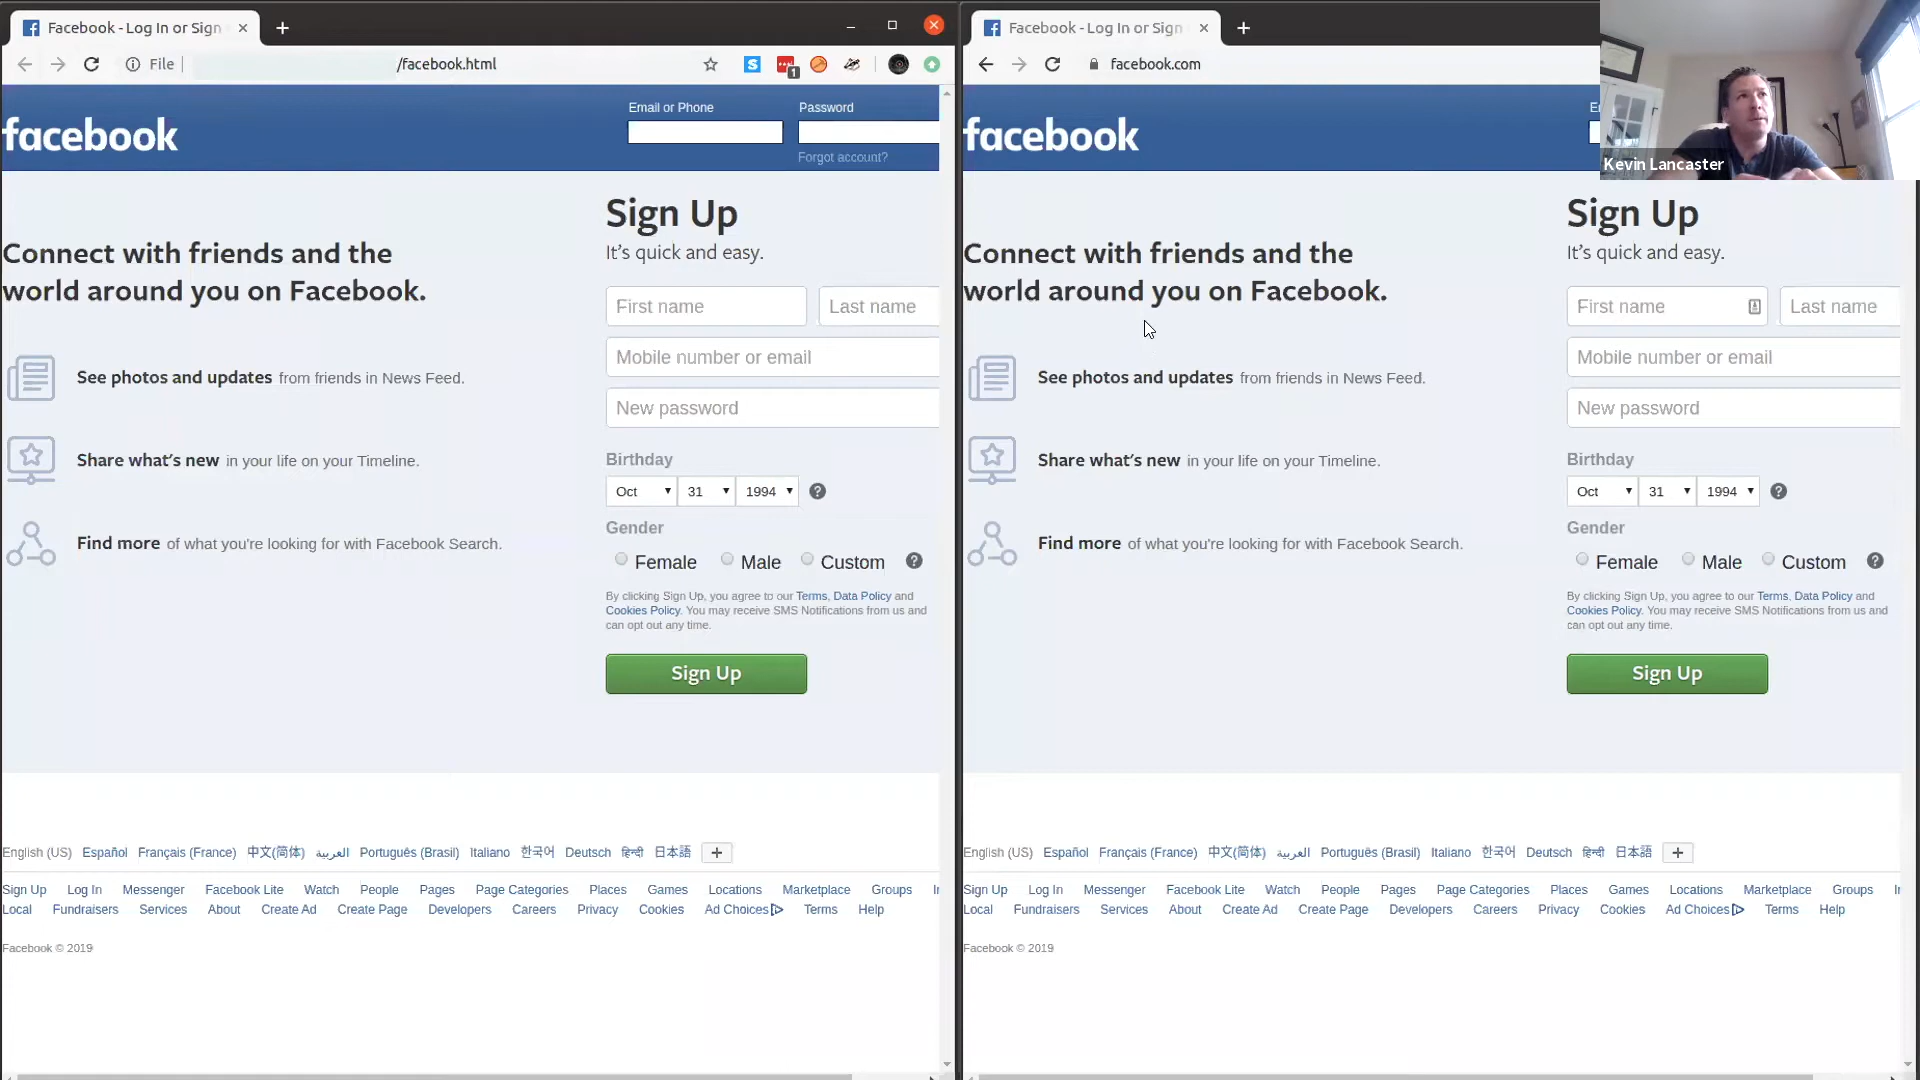 Facebook - Log In or Sign
File
/facebook.html
1
facebook
Email or Phone
Password
Forgot account?
Connect with friends and the
world around you on Facebook.
See photos and updates from friends in News Feed.
Share what's new in your life on your Timeline.
Find more of what you're looking for with Facebook Search.
Sign Up
It's quick and easy.
First name
Last name
Mobile number or email
New password
Birthday
Oct
31
1994
?
Gender
Female
Male
Custom
?
By clicking Sign Up, you agree to our Terms, Data Policy and
Cookies Policy. You may receive SMS Notifications from us and
can opt out any time.
Sign Up
English (US) Español Français (France) 中文(简体) العربية Português (Brasil) Italiano 한국어 Deutsch हिन्दी 日本語
Sign Up Log In Messenger Facebook Lite Watch People Pages Page Categories Places Games Locations Marketplace Groups
Local Fundraisers Services About Create Ad Create Page Developers Careers Privacy Cookies Ad Choices Terms Help
Facebook © 2019
Facebook - Log In or Sign
facebook.com
Kevin Lancaster
facebook
Connect with friends and the
world around you on Facebook.
See photos and updates from friends in News Feed.
Share what's new in your life on your Timeline.
Find more of what you're looking for with Facebook Search.
Sign Up
It's quick and easy.
First name
Last name
Mobile number or email
New password
Birthday
Oct
31
1994
?
Gender
Female
Male
Custom
?
By clicking Sign Up, you agree to our Terms, Data Policy and
Cookies Policy. You may receive SMS Notifications from us and
can opt out any time.
Sign Up
English (US) Español Français (France) 中文(简体) العربية Português (Brasil) Italiano 한국어 Deutsch हिन्दी 日本語
Sign Up Log In Messenger Facebook Lite Watch People Pages Page Categories Places Games Locations Marketplace Groups
Local Fundraisers Services About Create Ad Create Page Developers Careers Privacy Cookies Ad Choices Terms Help
Facebook © 2019